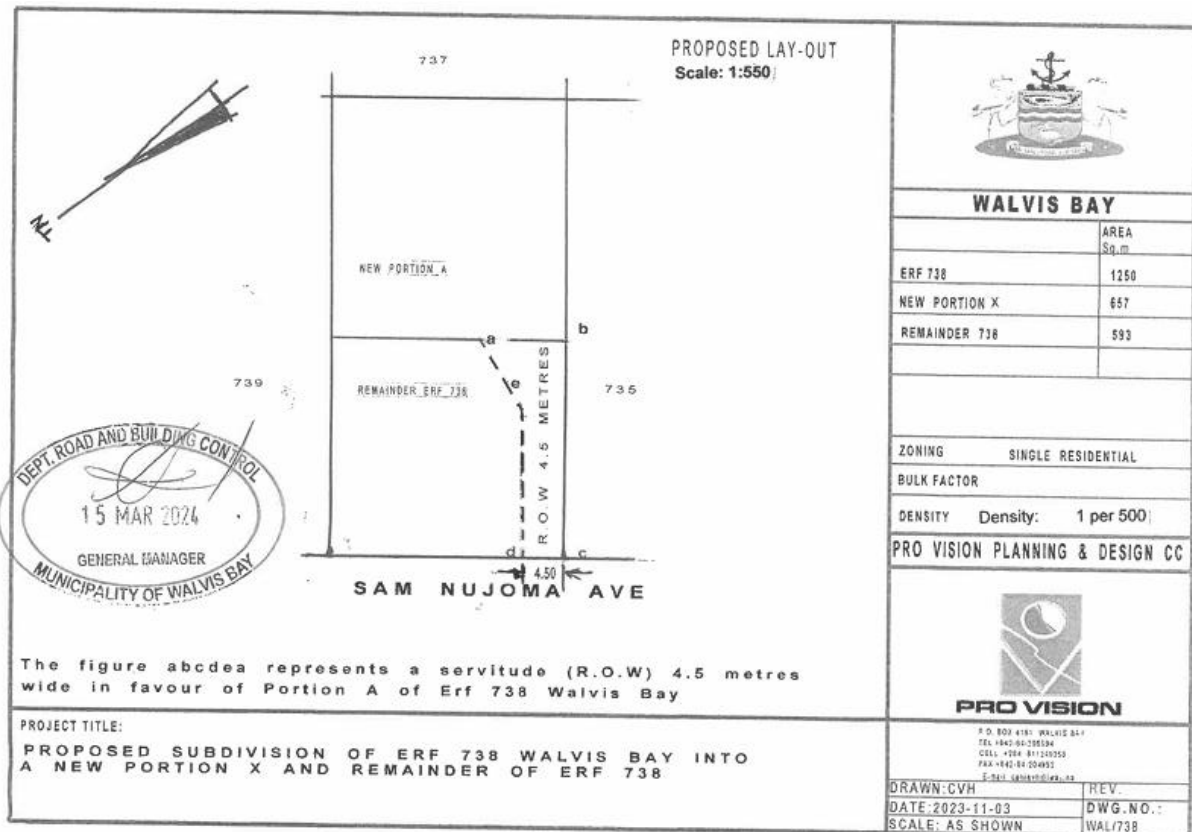 PROPOSED LAY-OUT
Scale: 1:550
737
NEW PORTION A
a
b
e
R.O.W 4.5 METRES
739
REMAINDER ERF 738
735
DEPT. ROAD AND BUILDING CONTROL
15 MAR 2024
GENERAL MANAGER
MUNICIPALITY OF WALVIS BAY
d
c
4.50
SAM NUJOMA AVE
The figure abcdea represents a servitude (R.O.W) 4.5 metres
wide in favour of Portion A of Erf 738 Walvis Bay
PROJECT TITLE:
PROPOSED SUBDIVISION OF ERF 738 WALVIS BAY INTO
A NEW PORTION X AND REMAINDER OF ERF 738
WALVIS BAY
AREA
Sq.m
ERF 738 1250
NEW PORTION X 657
REMAINDER 738 593
ZONING SINGLE RESIDENTIAL
BULK FACTOR
DENSITY Density: 1 per 500
PRO VISION PLANNING & DESIGN CC
PRO VISION
P.O. BOX 4181 WALVIS BAY
DRAWN:CVH REV.
DATE:2023-11-03 DWG.NO.:
SCALE: AS SHOWN WAL/738